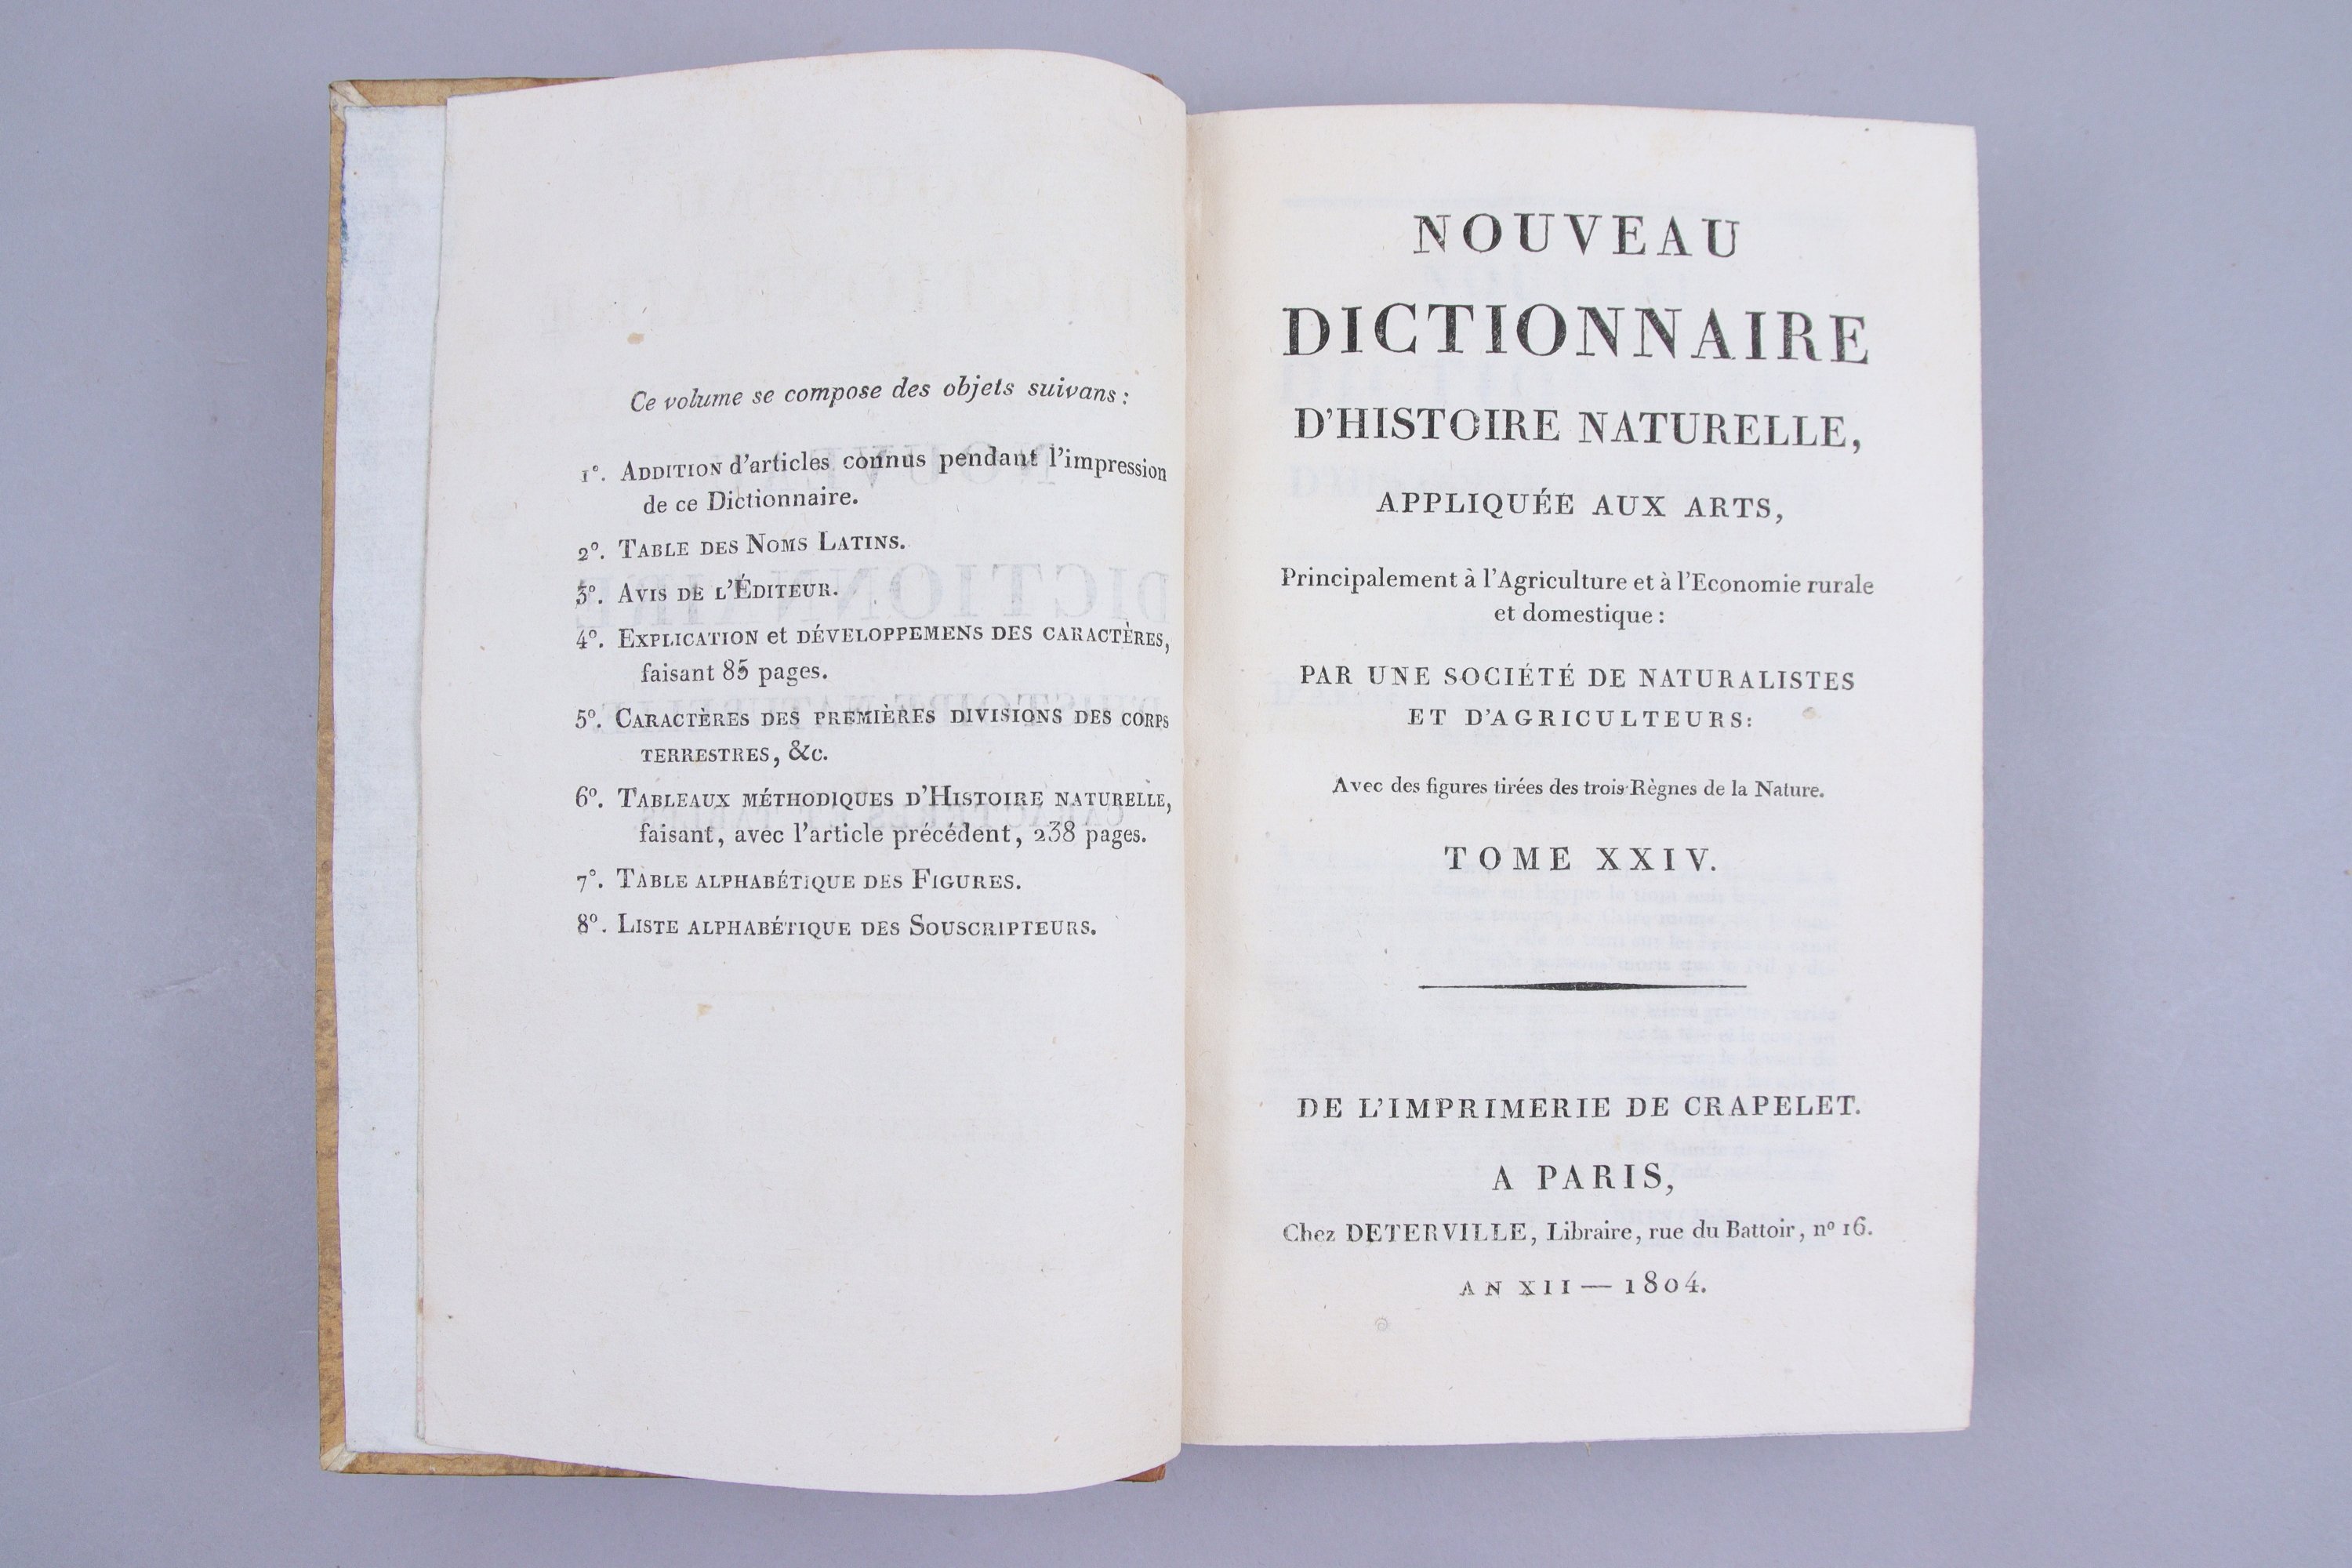 Ce volume se compose des objets suivans :
1°. ADDITION d'articles connus pendant l'impression
de ce Dictionnaire.
2°. TABLE DES NOMS LATINS.
3°. AVIS DE L'ÉDITEUR.
4°. EXPLICATION et DÉVELOPPEMENS DES CARACTÈRES,
faisant 85 pages.
5°. CARACTÈRES DES PREMIÈRES DIVISIONS DES CORPS
TERRESTRES, &c.
6°. TABLEAUX MÉTHODIQUES D'HISTOIRE NATURELLE,
faisant, avec l'article précédent, 238 pages.
7°. TABLE ALPHABÉTIQUE DES FIGURES.
8°. LISTE ALPHABÉTIQUE DES SOUSCRIPTEURS.
NOUVEAU
DICTIONNAIRE
D'HISTOIRE NATURELLE,
APPLIQUÉE AUX ARTS,
Principalement à l'Agriculture et à l'Economie rurale
et domestique :
PAR UNE SOCIÉTÉ DE NATURALISTES
ET D'AGRICULTEURS:
Avec des figures tirées des trois Règnes de la Nature.
TOME XXIV.
DE L'IMPRIMERIE DE CRAPELET.
A PARIS,
Chez DETERVILLE, Libraire, rue du Battoir, n° 16.
AN XII — 1804.